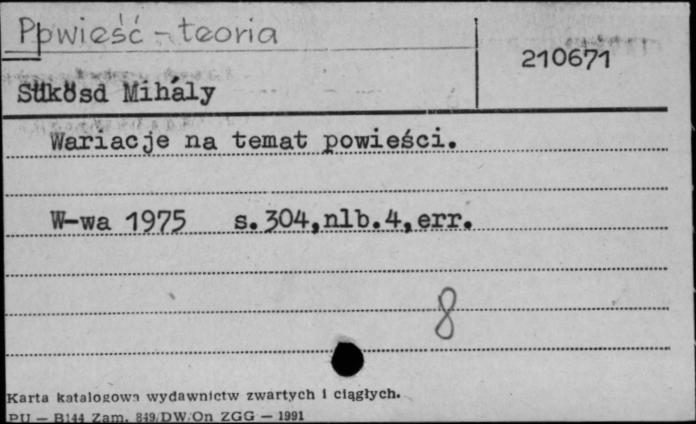 Powieść – teoria
210671
Sükösd Mihály
Wariacje na temat powieści.
W-wa 1975 s.304,nlb.4,err.
8
Karta katalogowa wydawnictw zwartych i ciągłych.
PU — B144 Zam. 849/DW/On ZGG — 1991